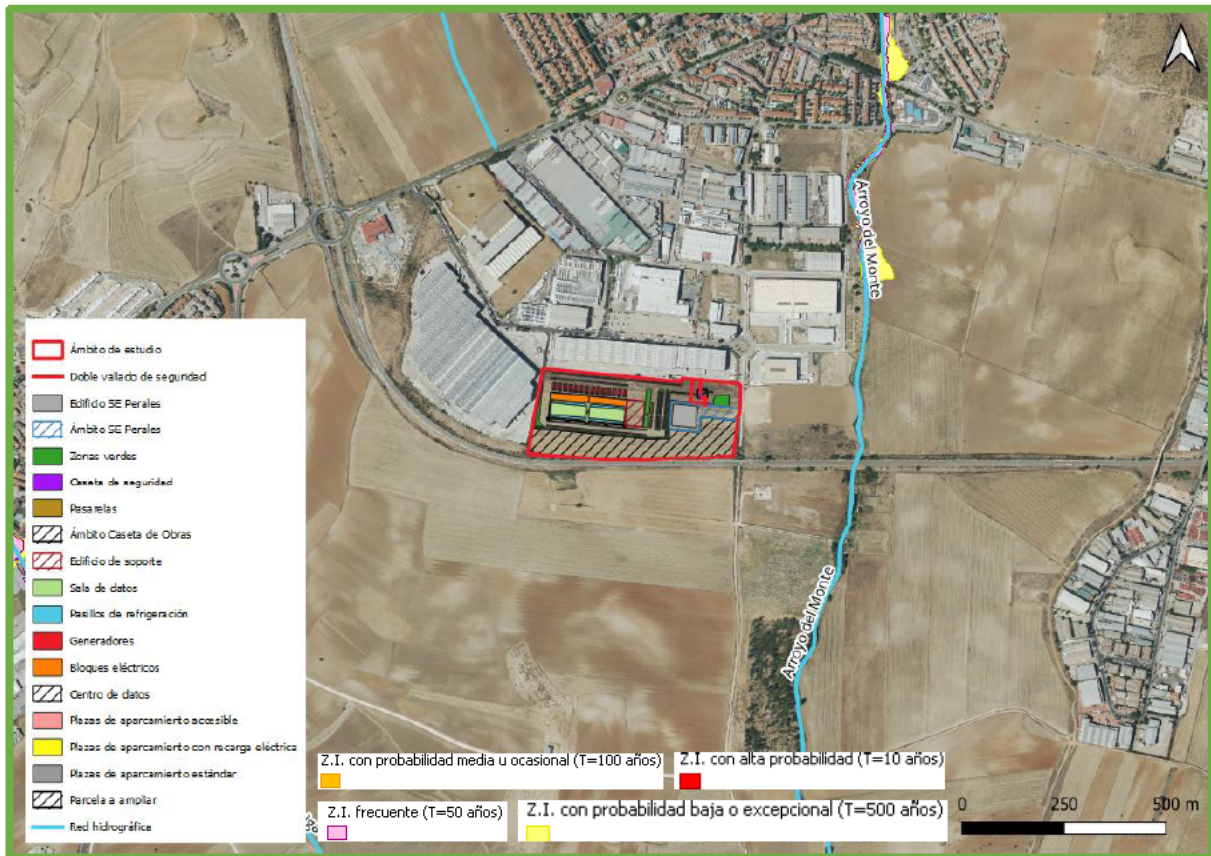 Arroyo del Monte
Ámbito de estudio
Doble vallado de seguridad
Edificio SE Perales
Ámbito SE Perales
Zonas verdes
Caseta de seguridad
Pasarelas
Ámbito Caseta de Obras
Edificio de soporte
Sala de datos
Pasillos de refrigeración
Generadores
Bloques eléctricos
Centro de datos
Plazas de aparcamiento accesible
Plazas de aparcamiento con recarga eléctrica
Plazas de aparcamiento estándar
Parcela a ampliar
Red hidrográfica
Arroyo del Monte
Z.I. con probabilidad media u ocasional (T=100 años)
Z.I. con alta probabilidad (T=10 años)
Z.I. frecuente (T=50 años)
Z.I. con probabilidad baja o excepcional (T=500 años)
0 250 500 m